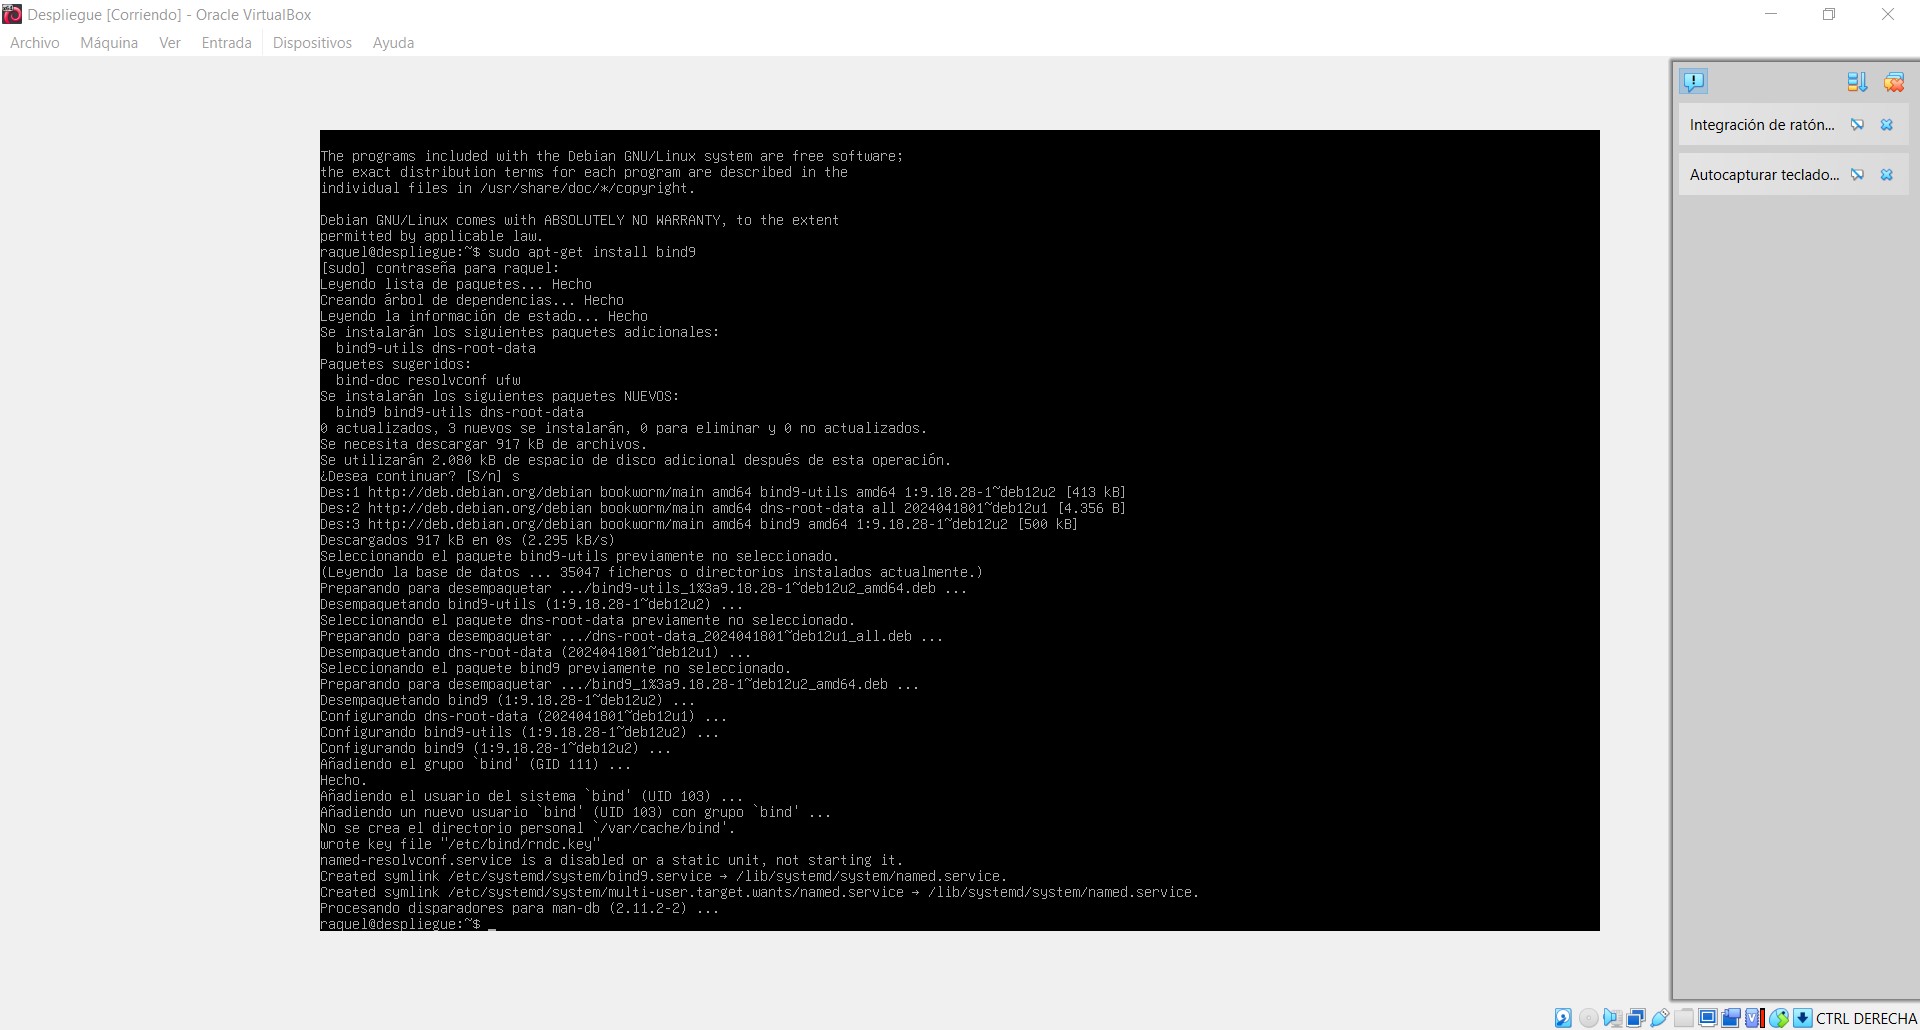 Despliegue [Corriendo] - Oracle VirtualBox
Archivo Máquina Ver Entrada Dispositivos Ayuda
Integración de ratón...
Autocapturar teclado...
The programs included with the Debian GNU/Linux system are free software;
the exact distribution terms for each program are described in the
individual files in /usr/share/doc/*/copyright.
Debian GNU/Linux comes with ABSOLUTELY NO WARRANTY, to the extent
permitted by applicable law.
raquel@despliegue:~$ sudo apt-get install bind9
[sudo] contraseña para raquel:
Leyendo lista de paquetes... Hecho
Creando árbol de dependencias... Hecho
Leyendo la información de estado... Hecho
Se instalarán los siguientes paquetes adicionales:
bind9-utils dns-root-data
Paquetes sugeridos:
bind-doc resolvconf ufw
Se instalarán los siguientes paquetes NUEVOS:
bind9 bind9-utils dns-root-data
0 actualizados, 3 nuevos se instalarán, 0 para eliminar y 0 no actualizados.
Se necesita descargar 917 kB de archivos.
Se utilizarán 2.080 kB de espacio de disco adicional después de esta operación.
¿Desea continuar? [S/n] s
Des:1 http://deb.debian.org/debian bookworm/main amd64 bind9-utils amd64 1:9.18.28-1~deb12u2 [413 kB]
Des:2 http://deb.debian.org/debian bookworm/main amd64 dns-root-data all 2024041801~deb12u1 [4.356 B]
Des:3 http://deb.debian.org/debian bookworm/main amd64 bind9 amd64 1:9.18.28-1~deb12u2 [500 kB]
Descargados 917 kB en 0s (2.295 kB/s)
Seleccionando el paquete bind9-utils previamente no seleccionado.
(Leyendo la base de datos ... 35047 ficheros o directorios instalados actualmente.)
Preparando para desempaquetar .../bind9-utils_1%3a9.18.28-1~deb12u2_amd64.deb ...
Desempaquetando bind9-utils (1:9.18.28-1~deb12u2) ...
Seleccionando el paquete dns-root-data previamente no seleccionado.
Preparando para desempaquetar .../dns-root-data_2024041801~deb12u1_all.deb ...
Desempaquetando dns-root-data (2024041801~deb12u1) ...
Seleccionando el paquete bind9 previamente no seleccionado.
Preparando para desempaquetar .../bind9_1%3a9.18.28-1~deb12u2_amd64.deb ...
Desempaquetando bind9 (1:9.18.28-1~deb12u2) ...
Configurando dns-root-data (2024041801~deb12u1) ...
Configurando bind9-utils (1:9.18.28-1~deb12u2) ...
Configurando bind9 (1:9.18.28-1~deb12u2) ...
Añadiendo el grupo `bind' (GID 111) ...
Hecho.
Añadiendo el usuario del sistema `bind' (UID 103) ...
Añadiendo un nuevo usuario `bind' (UID 103) con grupo `bind' ...
No se crea el directorio personal `/var/cache/bind'.
wrote key file "/etc/bind/rndc.key"
named-resolvconf.service is a disabled or a static unit, not starting it.
Created symlink /etc/systemd/system/bind9.service → /lib/systemd/system/named.service.
Created symlink /etc/systemd/system/multi-user.target.wants/named.service → /lib/systemd/system/named.service.
Procesando disparadores para man-db (2.11.2-2) ...
raquel@despliegue:~$ _
CTRL DERECHA